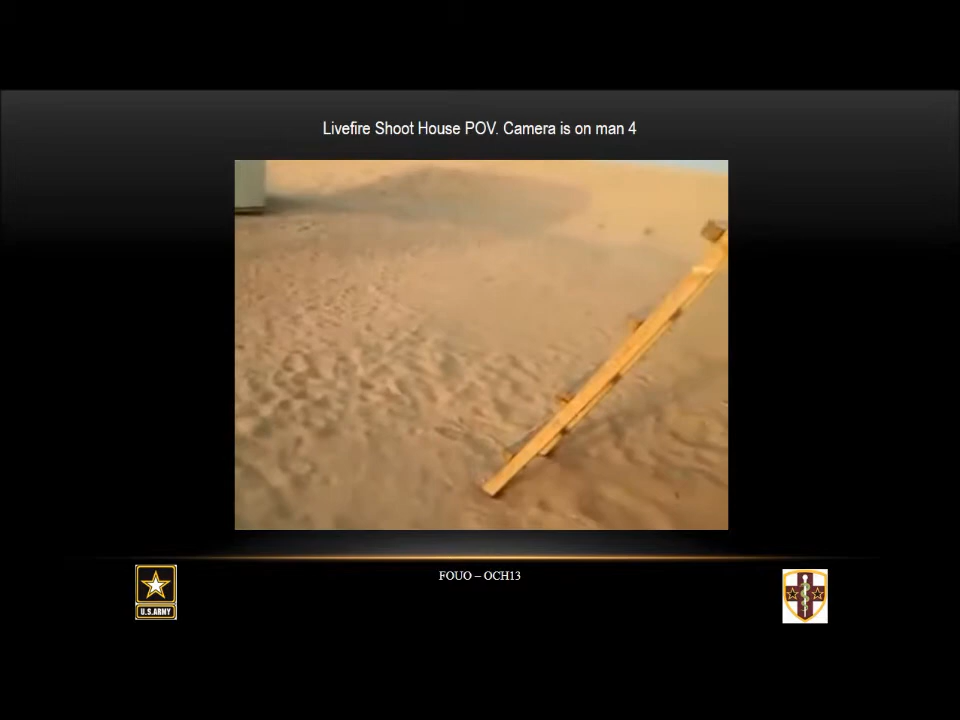 Livefire Shoot House POV. Camera is on man 4
FOUO – OCH13
U.S.ARMY